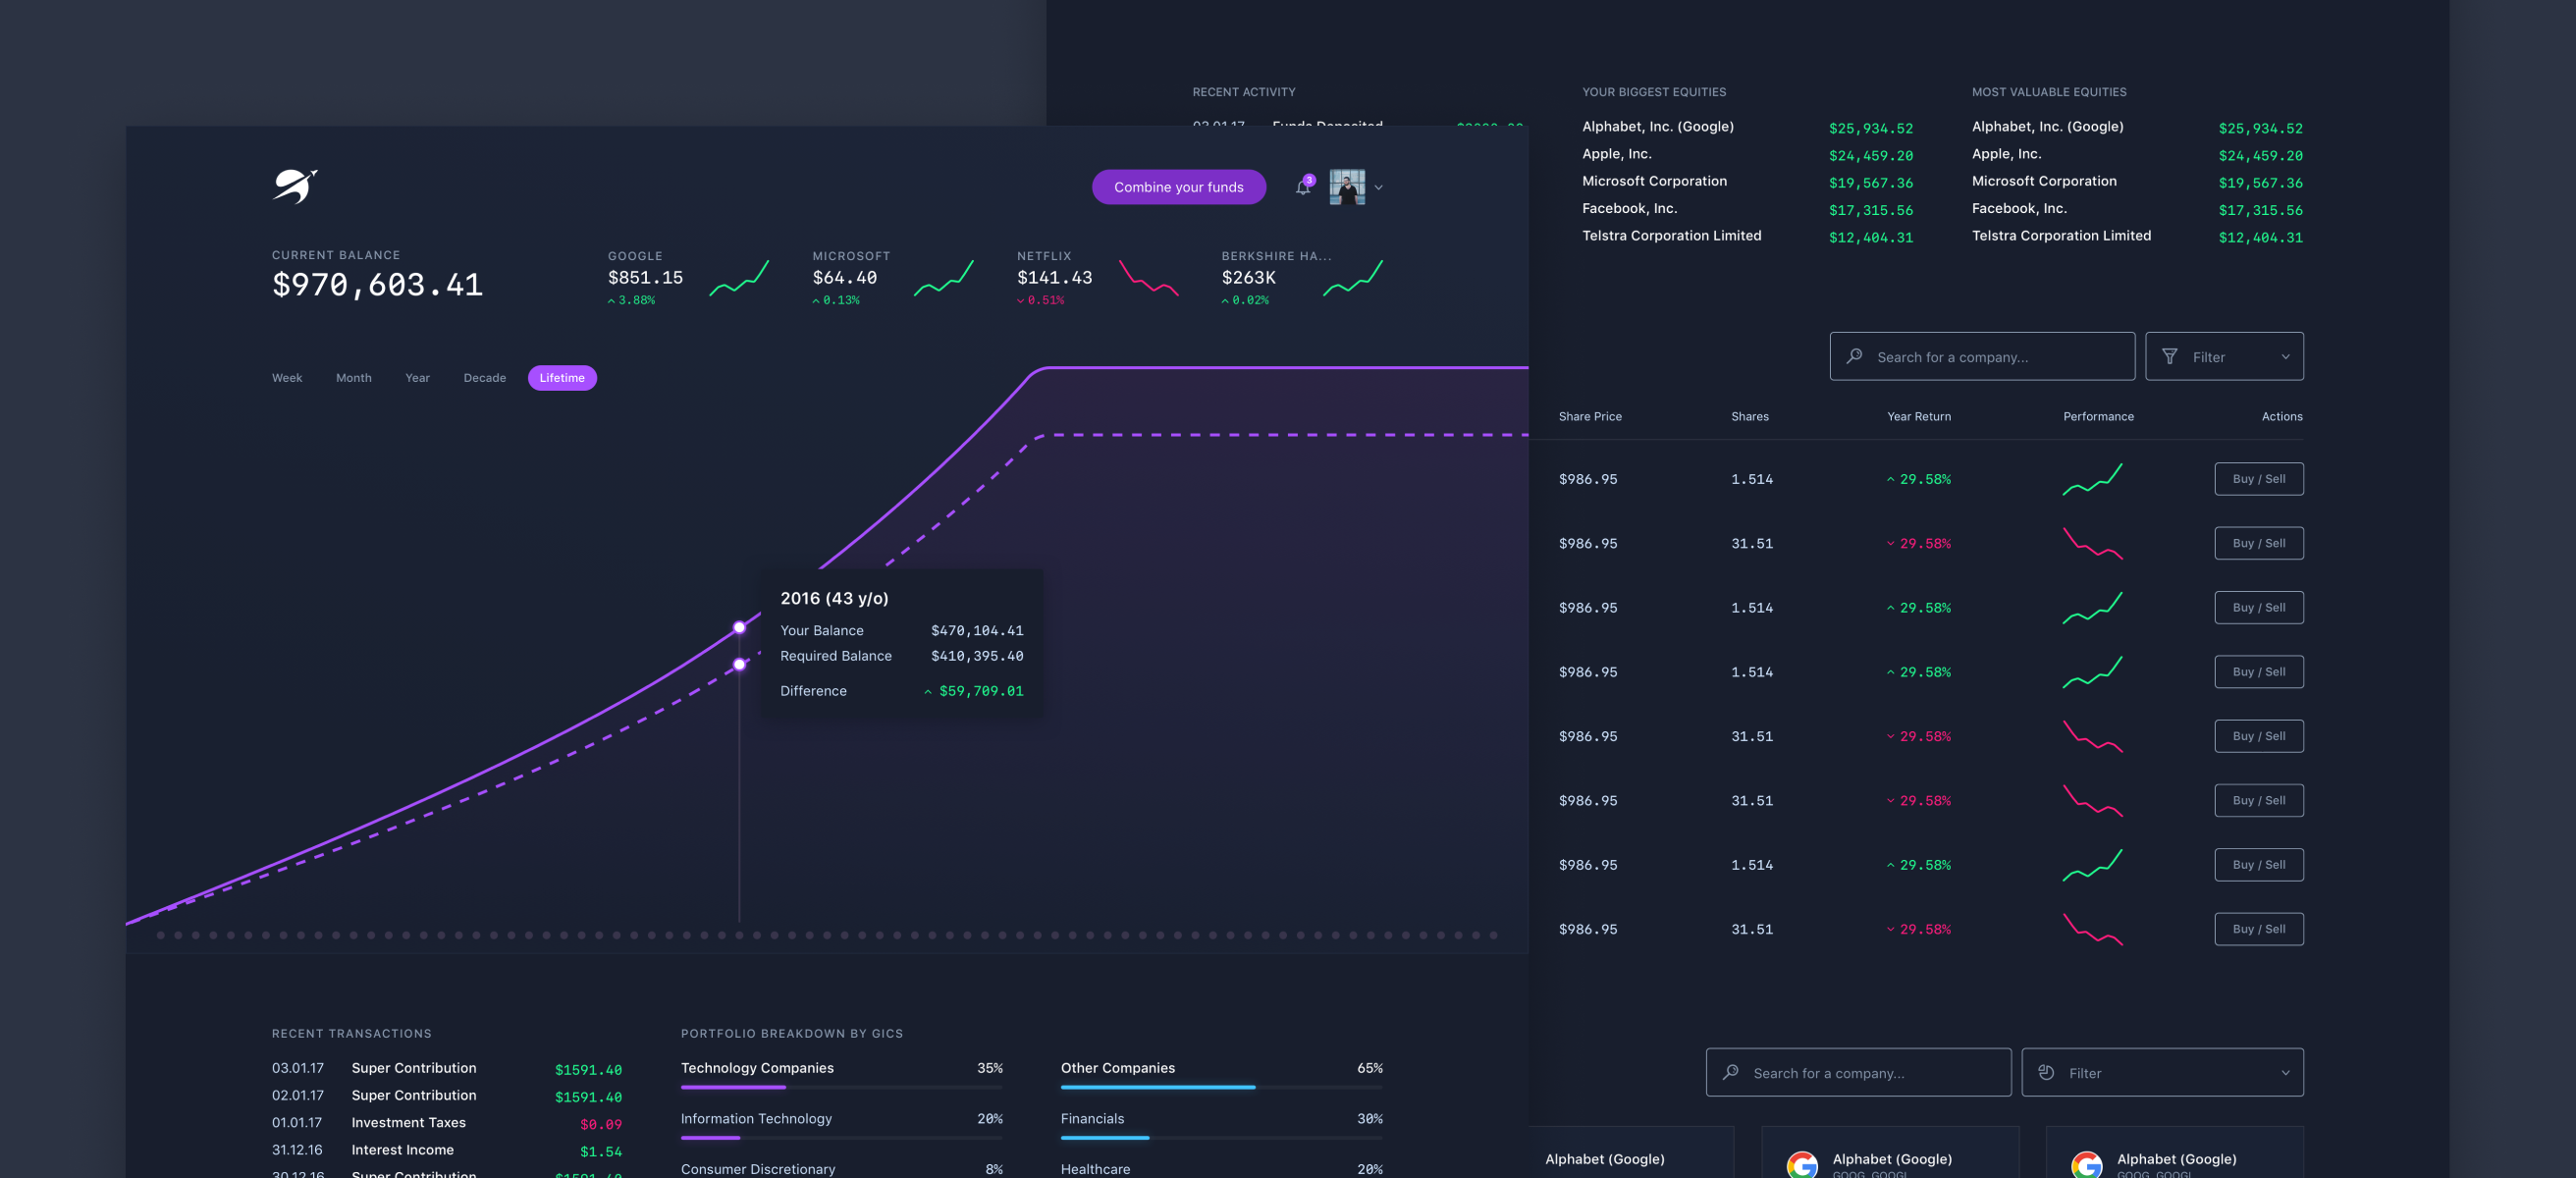 RECENT ACTIVITY
03.01.17 Funds Deposited
YOUR BIGGEST EQUITIES
Alphabet, Inc. (Google) $25,934.52
Apple, Inc. $24,459.20
Microsoft Corporation $19,567.36
Facebook, Inc. $17,315.56
Telstra Corporation Limited $12,404.31
MOST VALUABLE EQUITIES
Alphabet, Inc. (Google) $25,934.52
Apple, Inc. $24,459.20
Microsoft Corporation $19,567.36
Facebook, Inc. $17,315.56
Telstra Corporation Limited $12,404.31
Combine your funds
3
CURRENT BALANCE
$970,603.41
GOOGLE
$851.15
3.88%
MICROSOFT
$64.40
0.13%
NETFLIX
$141.43
0.51%
BERKSHIRE HA...
$263K
0.02%
Week Month Year Decade Lifetime
2016 (43 y/o)
Your Balance $470,104.41
Required Balance $410,395.40
Difference $59,709.01
Search for a company... Filter
Share Price Shares Year Return Performance Actions
$986.95 1.514 29.58% Buy / Sell
$986.95 31.51 29.58% Buy / Sell
$986.95 1.514 29.58% Buy / Sell
$986.95 1.514 29.58% Buy / Sell
$986.95 31.51 29.58% Buy / Sell
$986.95 31.51 29.58% Buy / Sell
$986.95 1.514 29.58% Buy / Sell
$986.95 31.51 29.58% Buy / Sell
RECENT TRANSACTIONS
03.01.17 Super Contribution $1591.40
02.01.17 Super Contribution $1591.40
01.01.17 Investment Taxes $0.09
31.12.16 Interest Income $1.54
30.12.16 Super Contribution $1591.40
PORTFOLIO BREAKDOWN BY GICS
Technology Companies 35%
Information Technology 20%
Consumer Discretionary 8%
Other Companies 65%
Financials 30%
Healthcare 20%
Search for a company... Filter
Alphabet (Google)
Alphabet (Google)
GOOG, GOOGL
Alphabet (Google)
GOOG, GOOGL